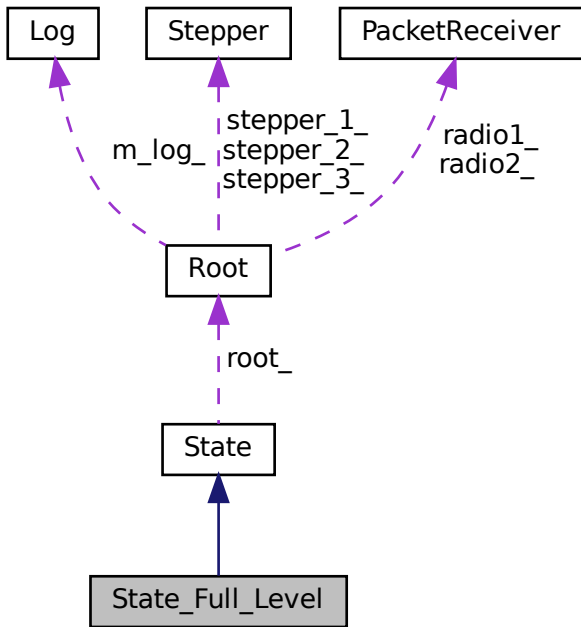 Log
Stepper
PacketReceiver
m_log_
stepper_1_
stepper_2_
stepper_3_
radio1_
radio2_
Root
root_
State
State_Full_Level